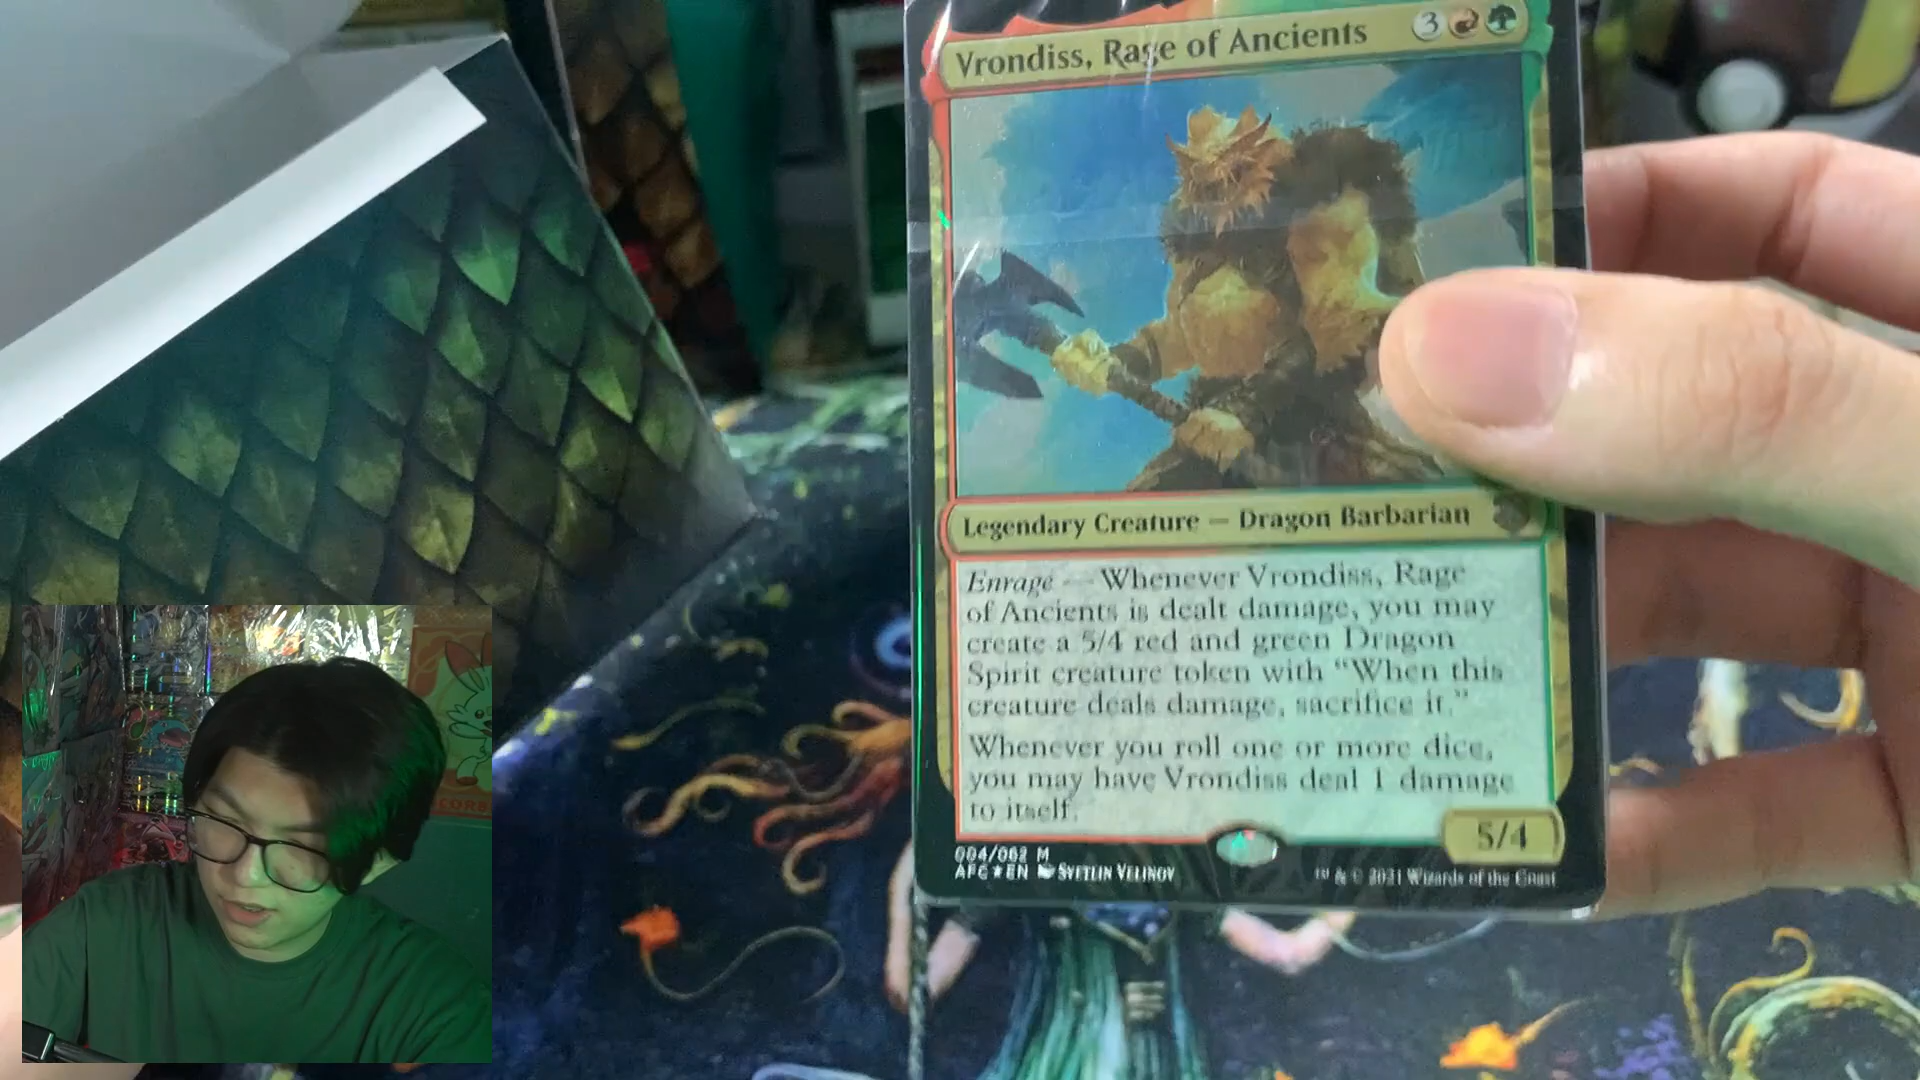 Vrondiss, Rage of Ancients 3
Legendary Creature — Dragon Barbarian
Enrage — Whenever Vrondiss, Rage
of Ancients is dealt damage, you may
create a 5/4 red and green Dragon
Spirit creature token with “When this
creature deals damage, sacrifice it.”
Whenever you roll one or more dice,
you may have Vrondiss deal 1 damage
to itself.
5/4
004/062 M
AFC★EN SVETLIN VELINOV
™ & © 2021 Wizards of the Coast